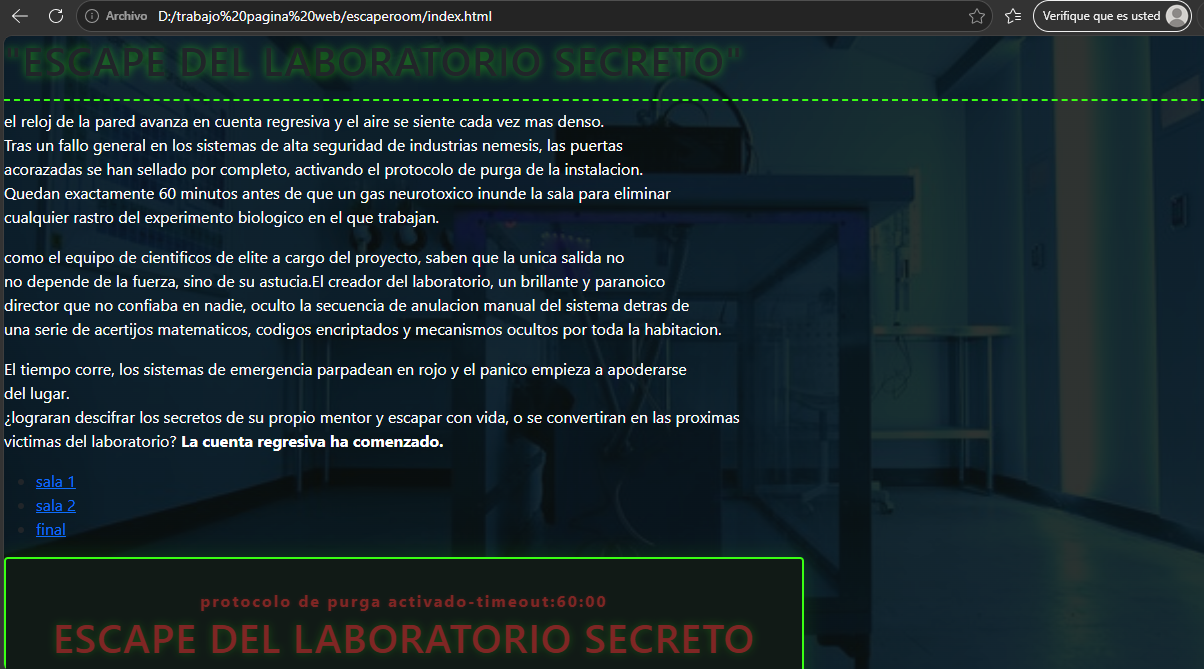 Archivo D:/trabajo%20pagina%20web/escaperoom/index.html
Verifique que es usted
"ESCAPE DEL LABORATORIO SECRETO"
el reloj de la pared avanza en cuenta regresiva y el aire se siente cada vez mas denso.
Tras un fallo general en los sistemas de alta seguridad de industrias nemesis, las puertas
acorazadas se han sellado por completo, activando el protocolo de purga de la instalacion.
Quedan exactamente 60 minutos antes de que un gas neurotoxico inunde la sala para eliminar
cualquier rastro del experimento biologico en el que trabajan.
como el equipo de cientificos de elite a cargo del proyecto, saben que la unica salida no
no depende de la fuerza, sino de su astucia.El creador del laboratorio, un brillante y paranoico
director que no confiaba en nadie, oculto la secuencia de anulacion manual del sistema detras de
una serie de acertijos matematicos, codigos encriptados y mecanismos ocultos por toda la habitacion.
El tiempo corre, los sistemas de emergencia parpadean en rojo y el panico empieza a apoderarse
del lugar.
¿lograran descifrar los secretos de su propio mentor y escapar con vida, o se convertiran en las proximas
victimas del laboratorio? La cuenta regresiva ha comenzado.
sala 1
sala 2
final
protocolo de purga activado-timeout:60:00
ESCAPE DEL LABORATORIO SECRETO